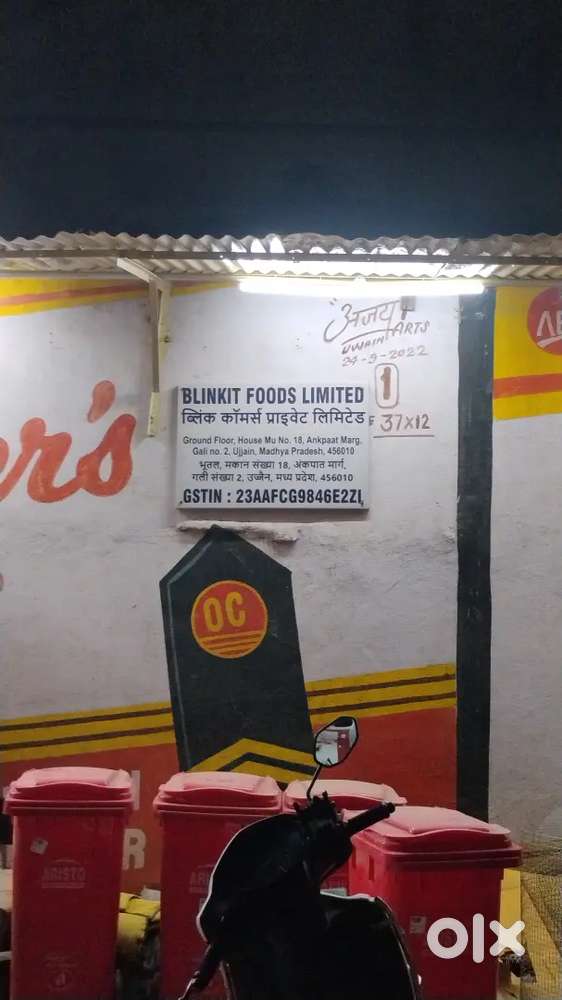 "अजय"
UJJAIN ARTS
24-9-2022
1
37x12
er's
BLINKIT FOODS LIMITED
ब्लिंक कॉमर्स प्राइवेट लिमिटेड
Ground Floor, House Mu No. 18, Ankpaat Marg,
Gali no. 2, Ujjain, Madhya Pradesh, 456010
भूतल, मकान संख्या 18, अंकपात मार्ग,
गली संख्या 2, उज्जैन, मध्य प्रदेश, 456010
GSTIN : 23AAFCG9846E2ZI
OC
R
ARISTO
olx